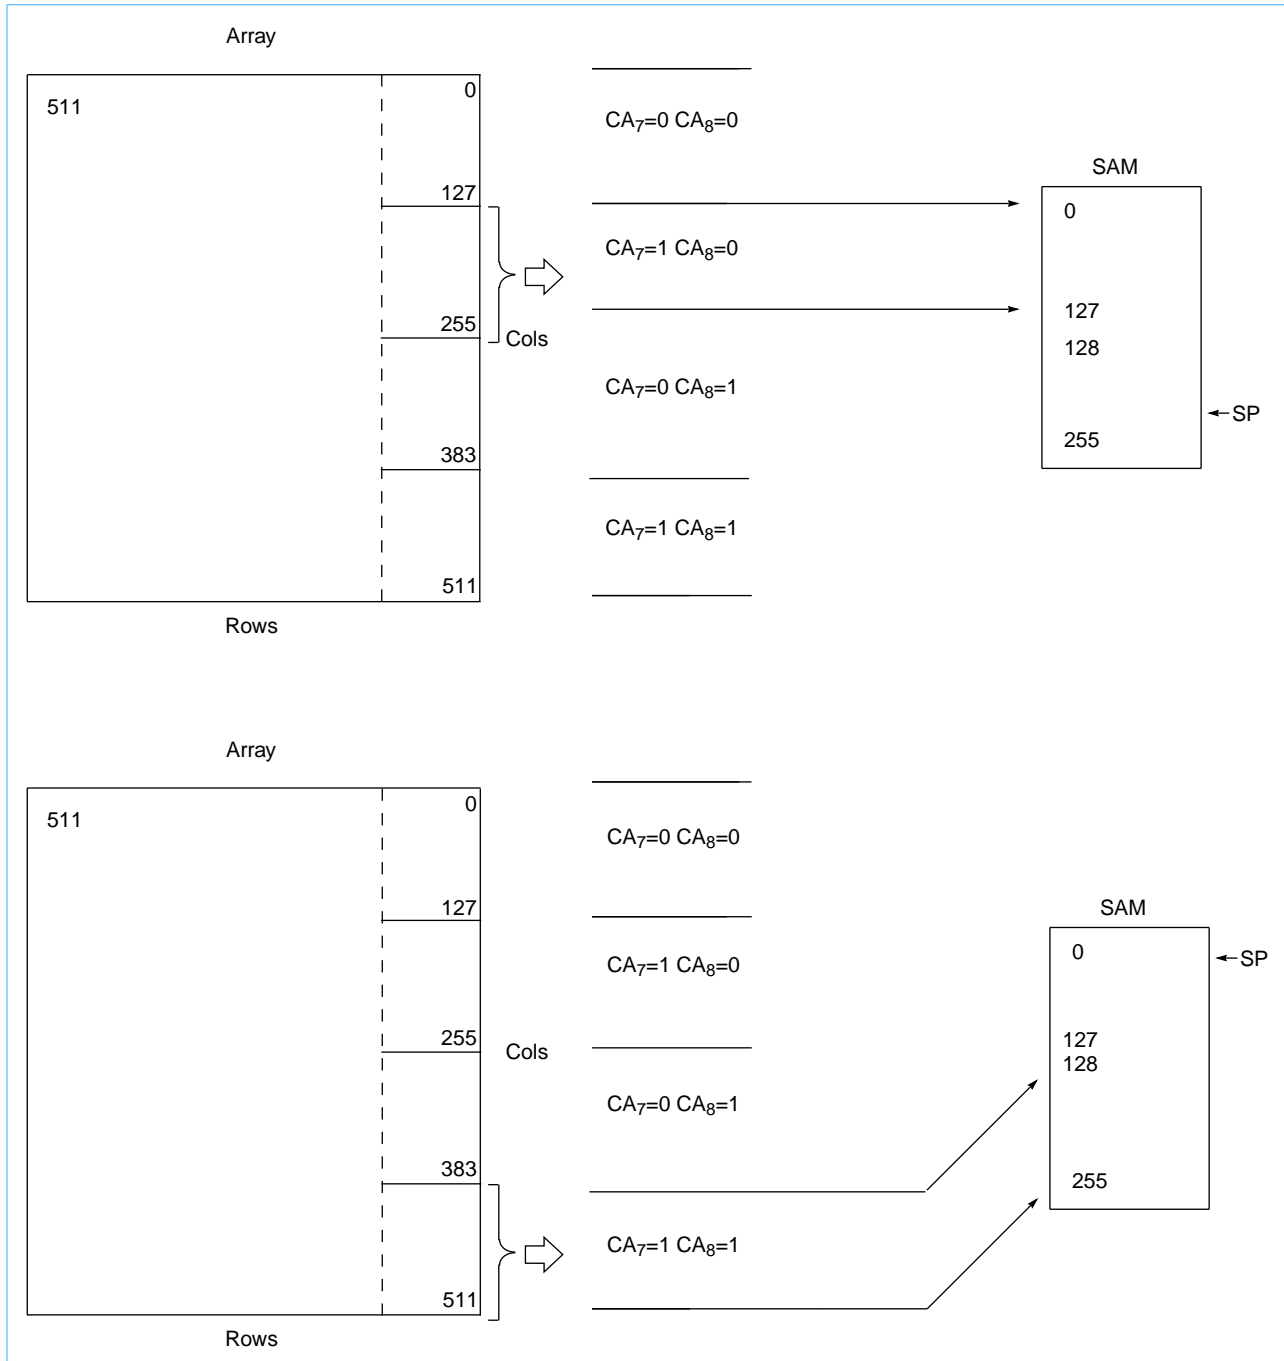 Array
0
511
CA7=0 CA8=0
SAM
127
0
CA7=1 CA8=0
127
255
Cols
128
CA7=0 CA8=1
SP
255
383
CA7=1 CA8=1
511
Rows
Array
0
511
CA7=0 CA8=0
127
SAM
0
SP
CA7=1 CA8=0
255
Cols
127
128
CA7=0 CA8=1
383
255
CA7=1 CA8=1
511
Rows